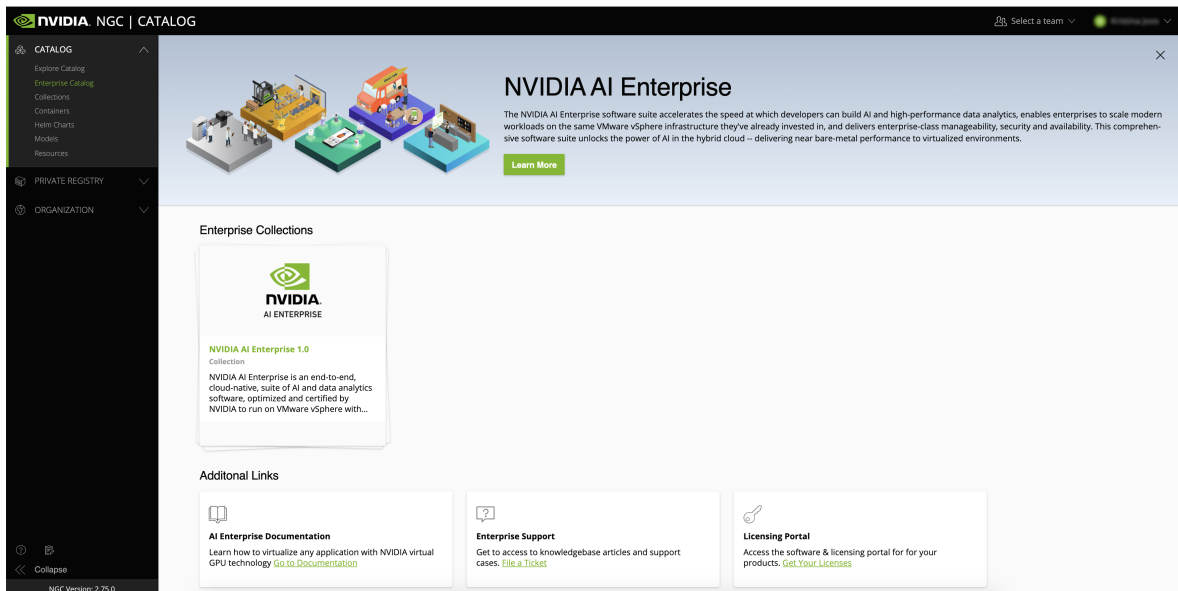 NVIDIA. NGC | CATALOG
Select a team
CATALOG
Explore Catalog
Enterprise Catalog
Collections
Containers
Helm Charts
Models
Resources
PRIVATE REGISTRY
ORGANIZATION
Collapse
NGC Version: 2.75.0
NVIDIA AI Enterprise
The NVIDIA AI Enterprise software suite accelerates the speed at which developers can build AI and high-performance data analytics, enables enterprises to scale modern
workloads on the same VMware vSphere infrastructure they've already invested in, and delivers enterprise-class manageability, security and availability. This comprehen-
sive software suite unlocks the power of AI in the hybrid cloud -- delivering near bare-metal performance to virtualized environments.
Learn More
Enterprise Collections
NVIDIA.
AI ENTERPRISE
NVIDIA AI Enterprise 1.0
Collection
NVIDIA AI Enterprise is an end-to-end,
cloud-native, suite of AI and data analytics
software, optimized and certified by
NVIDIA to run on VMware vSphere with...
Additonal Links
AI Enterprise Documentation
Learn how to virtualize any application with NVIDIA virtual
GPU technology Go to Documentation
Enterprise Support
Get to access to knowledgebase articles and support
cases. File a Ticket
Licensing Portal
Access the software & licensing portal for for your
products. Get Your Licenses